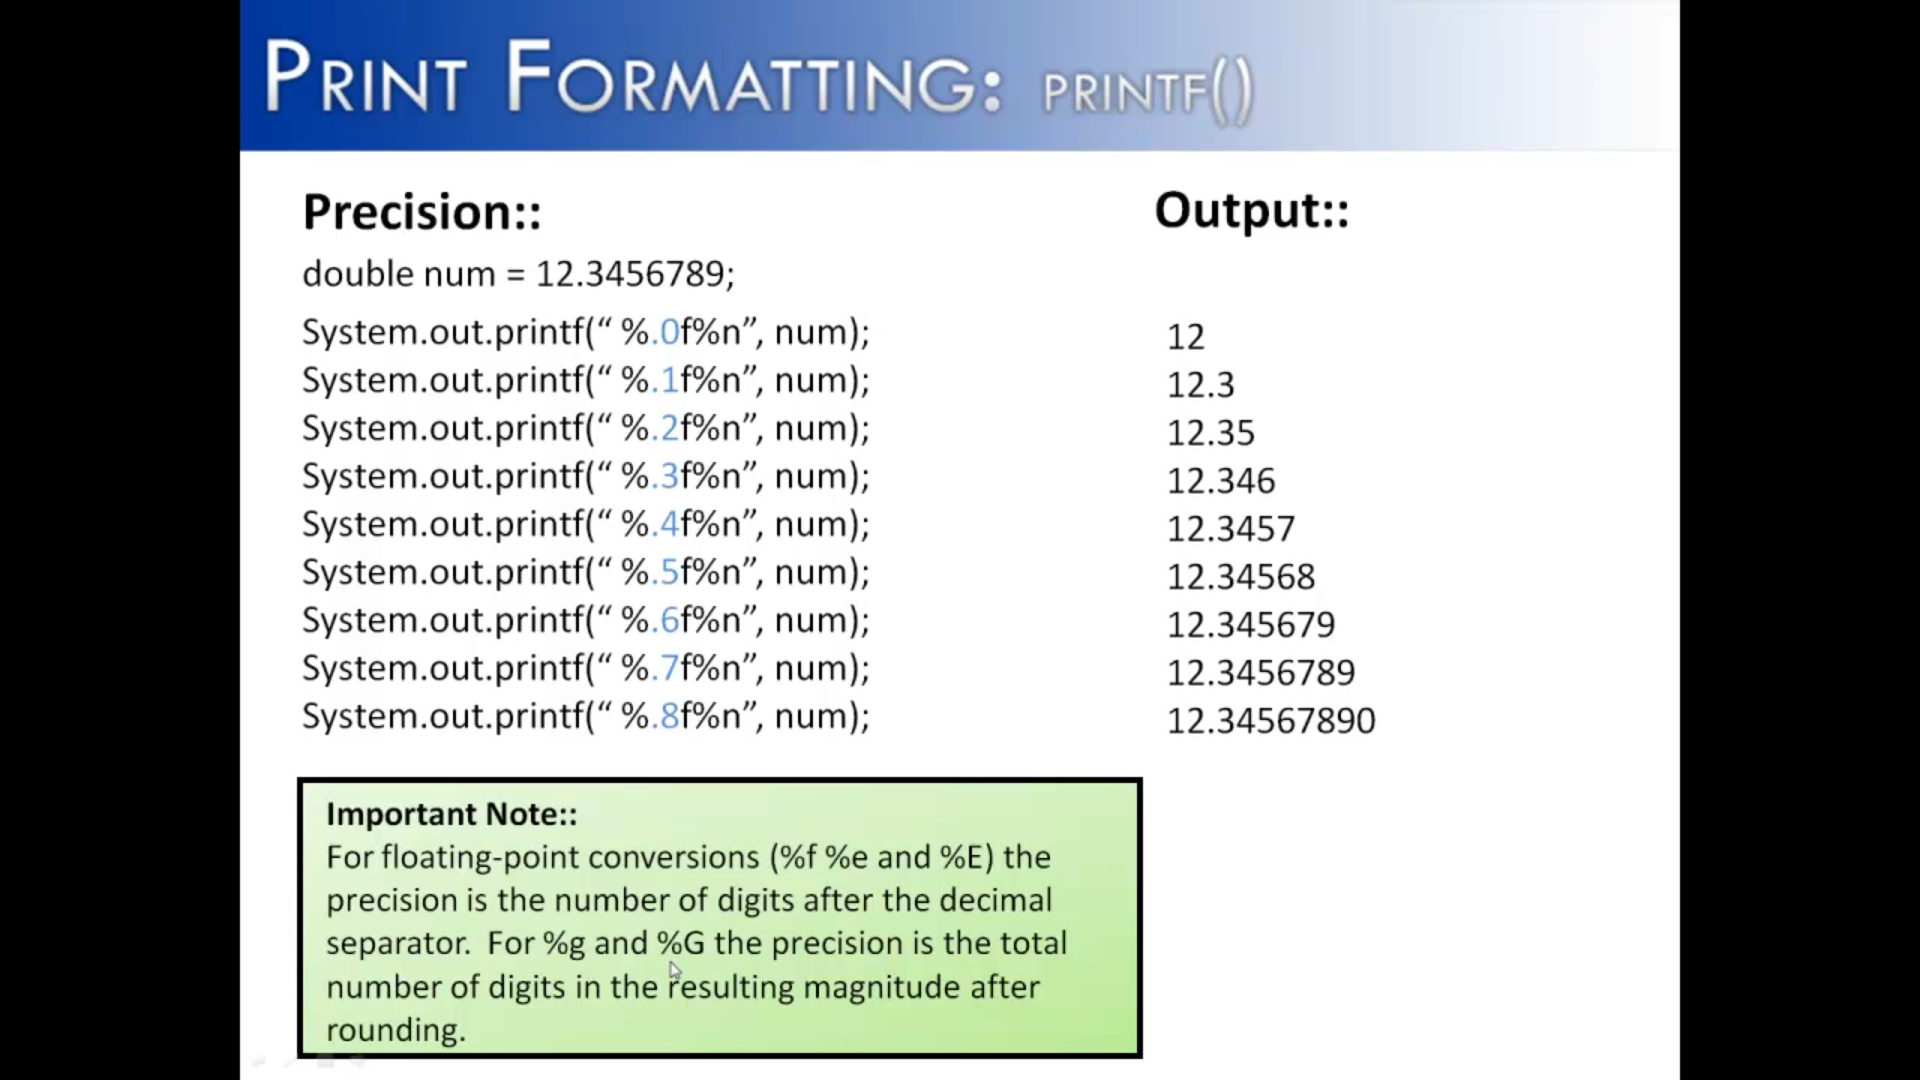 PRINT FORMATTING: PRINTF()
Precision::
Output::
double num = 12.3456789;
System.out.printf(“ %.0f%n”, num); 12
System.out.printf(“ %.1f%n”, num); 12.3
System.out.printf(“ %.2f%n”, num); 12.35
System.out.printf(“ %.3f%n”, num); 12.346
System.out.printf(“ %.4f%n”, num); 12.3457
System.out.printf(“ %.5f%n”, num); 12.34568
System.out.printf(“ %.6f%n”, num); 12.345679
System.out.printf(“ %.7f%n”, num); 12.3456789
System.out.printf(“ %.8f%n”, num); 12.34567890
Important Note::
For floating-point conversions (%f %e and %E) the
precision is the number of digits after the decimal
separator. For %g and %G the precision is the total
number of digits in the resulting magnitude after
rounding.